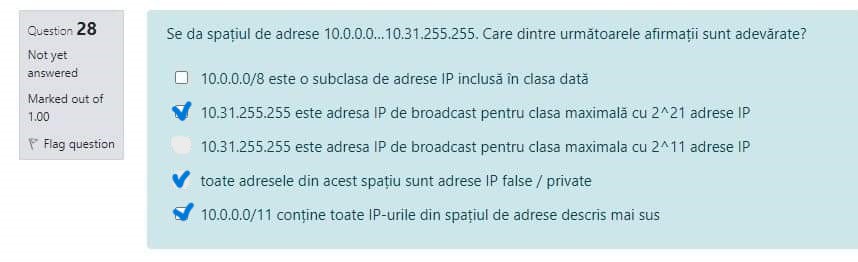 Question 28
Not yet
answered
Marked out of
1.00
Flag question
Se da spațiul de adrese 10.0.0.0...10.31.255.255. Care dintre următoarele afirmații sunt adevărate?
10.0.0.0/8 este o subclasa de adrese IP inclusă în clasa dată
10.31.255.255 este adresa IP de broadcast pentru clasa maximală cu 2^21 adrese IP
10.31.255.255 este adresa IP de broadcast pentru clasa maximala cu 2^11 adrese IP
toate adresele din acest spațiu sunt adrese IP false / private
10.0.0.0/11 conține toate IP-urile din spațiul de adrese descris mai sus